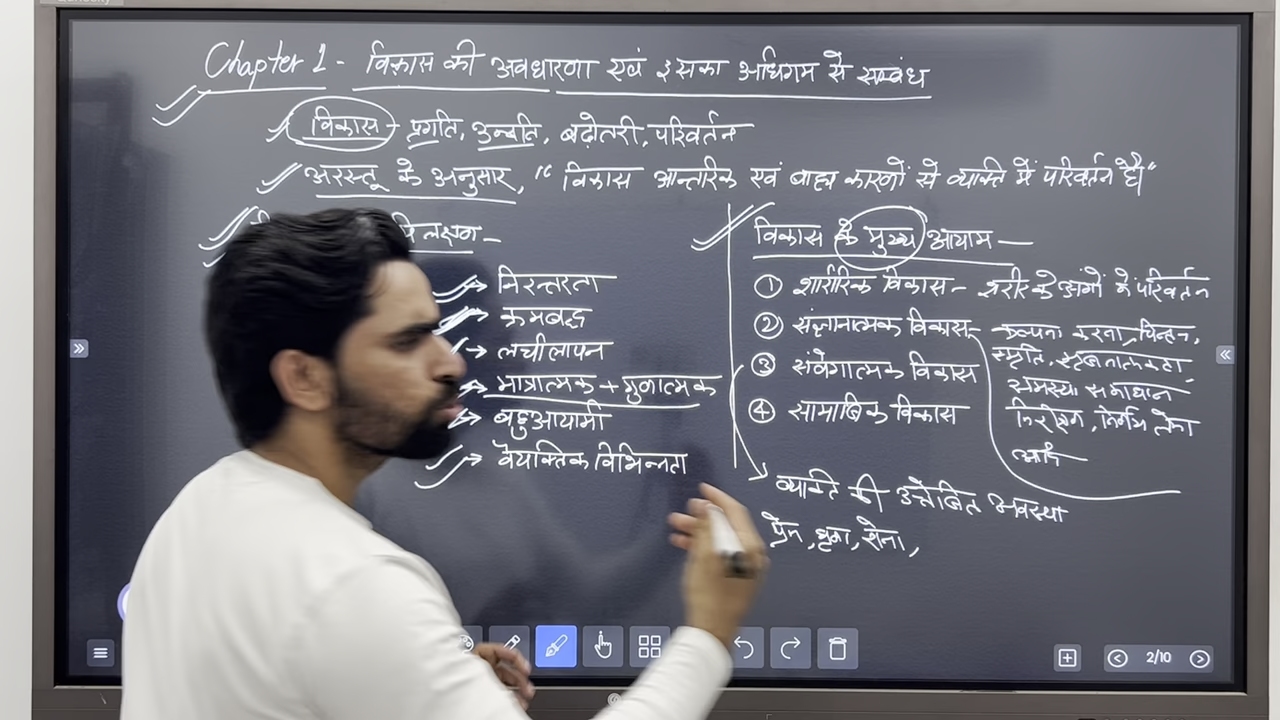 Chapter 1 - विकास की अवधारणा एवं इसका अधिगम से सम्बंध
विकास - प्रगति, उन्नति, बढ़ोतरी, परिवर्तन
अरस्तू के अनुसार, "विकास आन्तरिक एवं बाह्य कारणों से व्यक्ति में परिवर्तन है"
→ निरन्तरता
→ क्रमबद्ध
→ लचीलापन
→ मात्रात्मक + गुणात्मक
→ बहुआयामी
→ वैयक्तिक विभिन्नता
विकास के मुख्य आयाम —
① शारीरिक विकास - शरीर के अंगों में परिवर्तन
② संज्ञानात्मक विकास - कल्पना करना, चिन्तन,
स्मृति, सृजनात्मकता,
समस्या समाधान
निरीक्षण, निर्णय लेना
आदि
③ संवेगात्मक विकास
④ सामाजिक विकास
व्यक्ति की उत्तेजित अवस्था
प्रेम, घृणा, रोना,
2/10